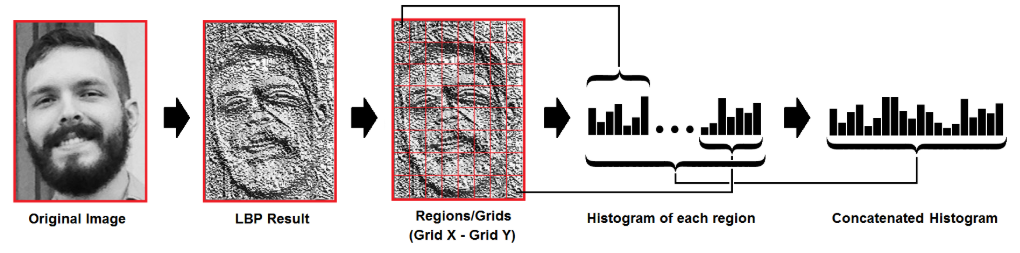 Original Image
LBP Result
Regions/Grids
(Grid X - Grid Y)
Histogram of each region
Concatenated Histogram